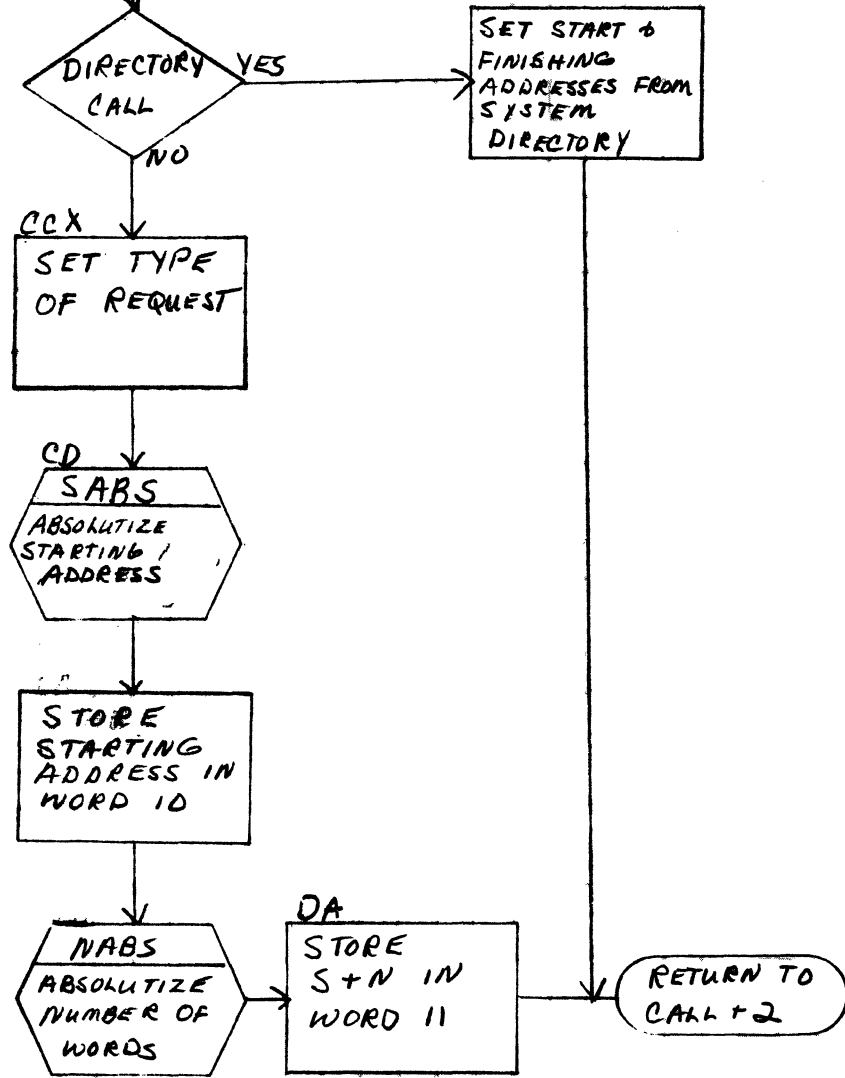 DIRECTORY
CALL
YES
NO
SET START &
FINISHING
ADDRESSES FROM
SYSTEM
DIRECTORY
CCX
SET TYPE
OF REQUEST
CD
SABS
ABSOLUTIZE
STARTING
ADDRESS
STORE
STARTING
ADDRESS IN
WORD 10
NABS
ABSOLUTIZE
NUMBER OF
WORDS
DA
STORE
S+N IN
WORD 11
RETURN TO
CALL + 2